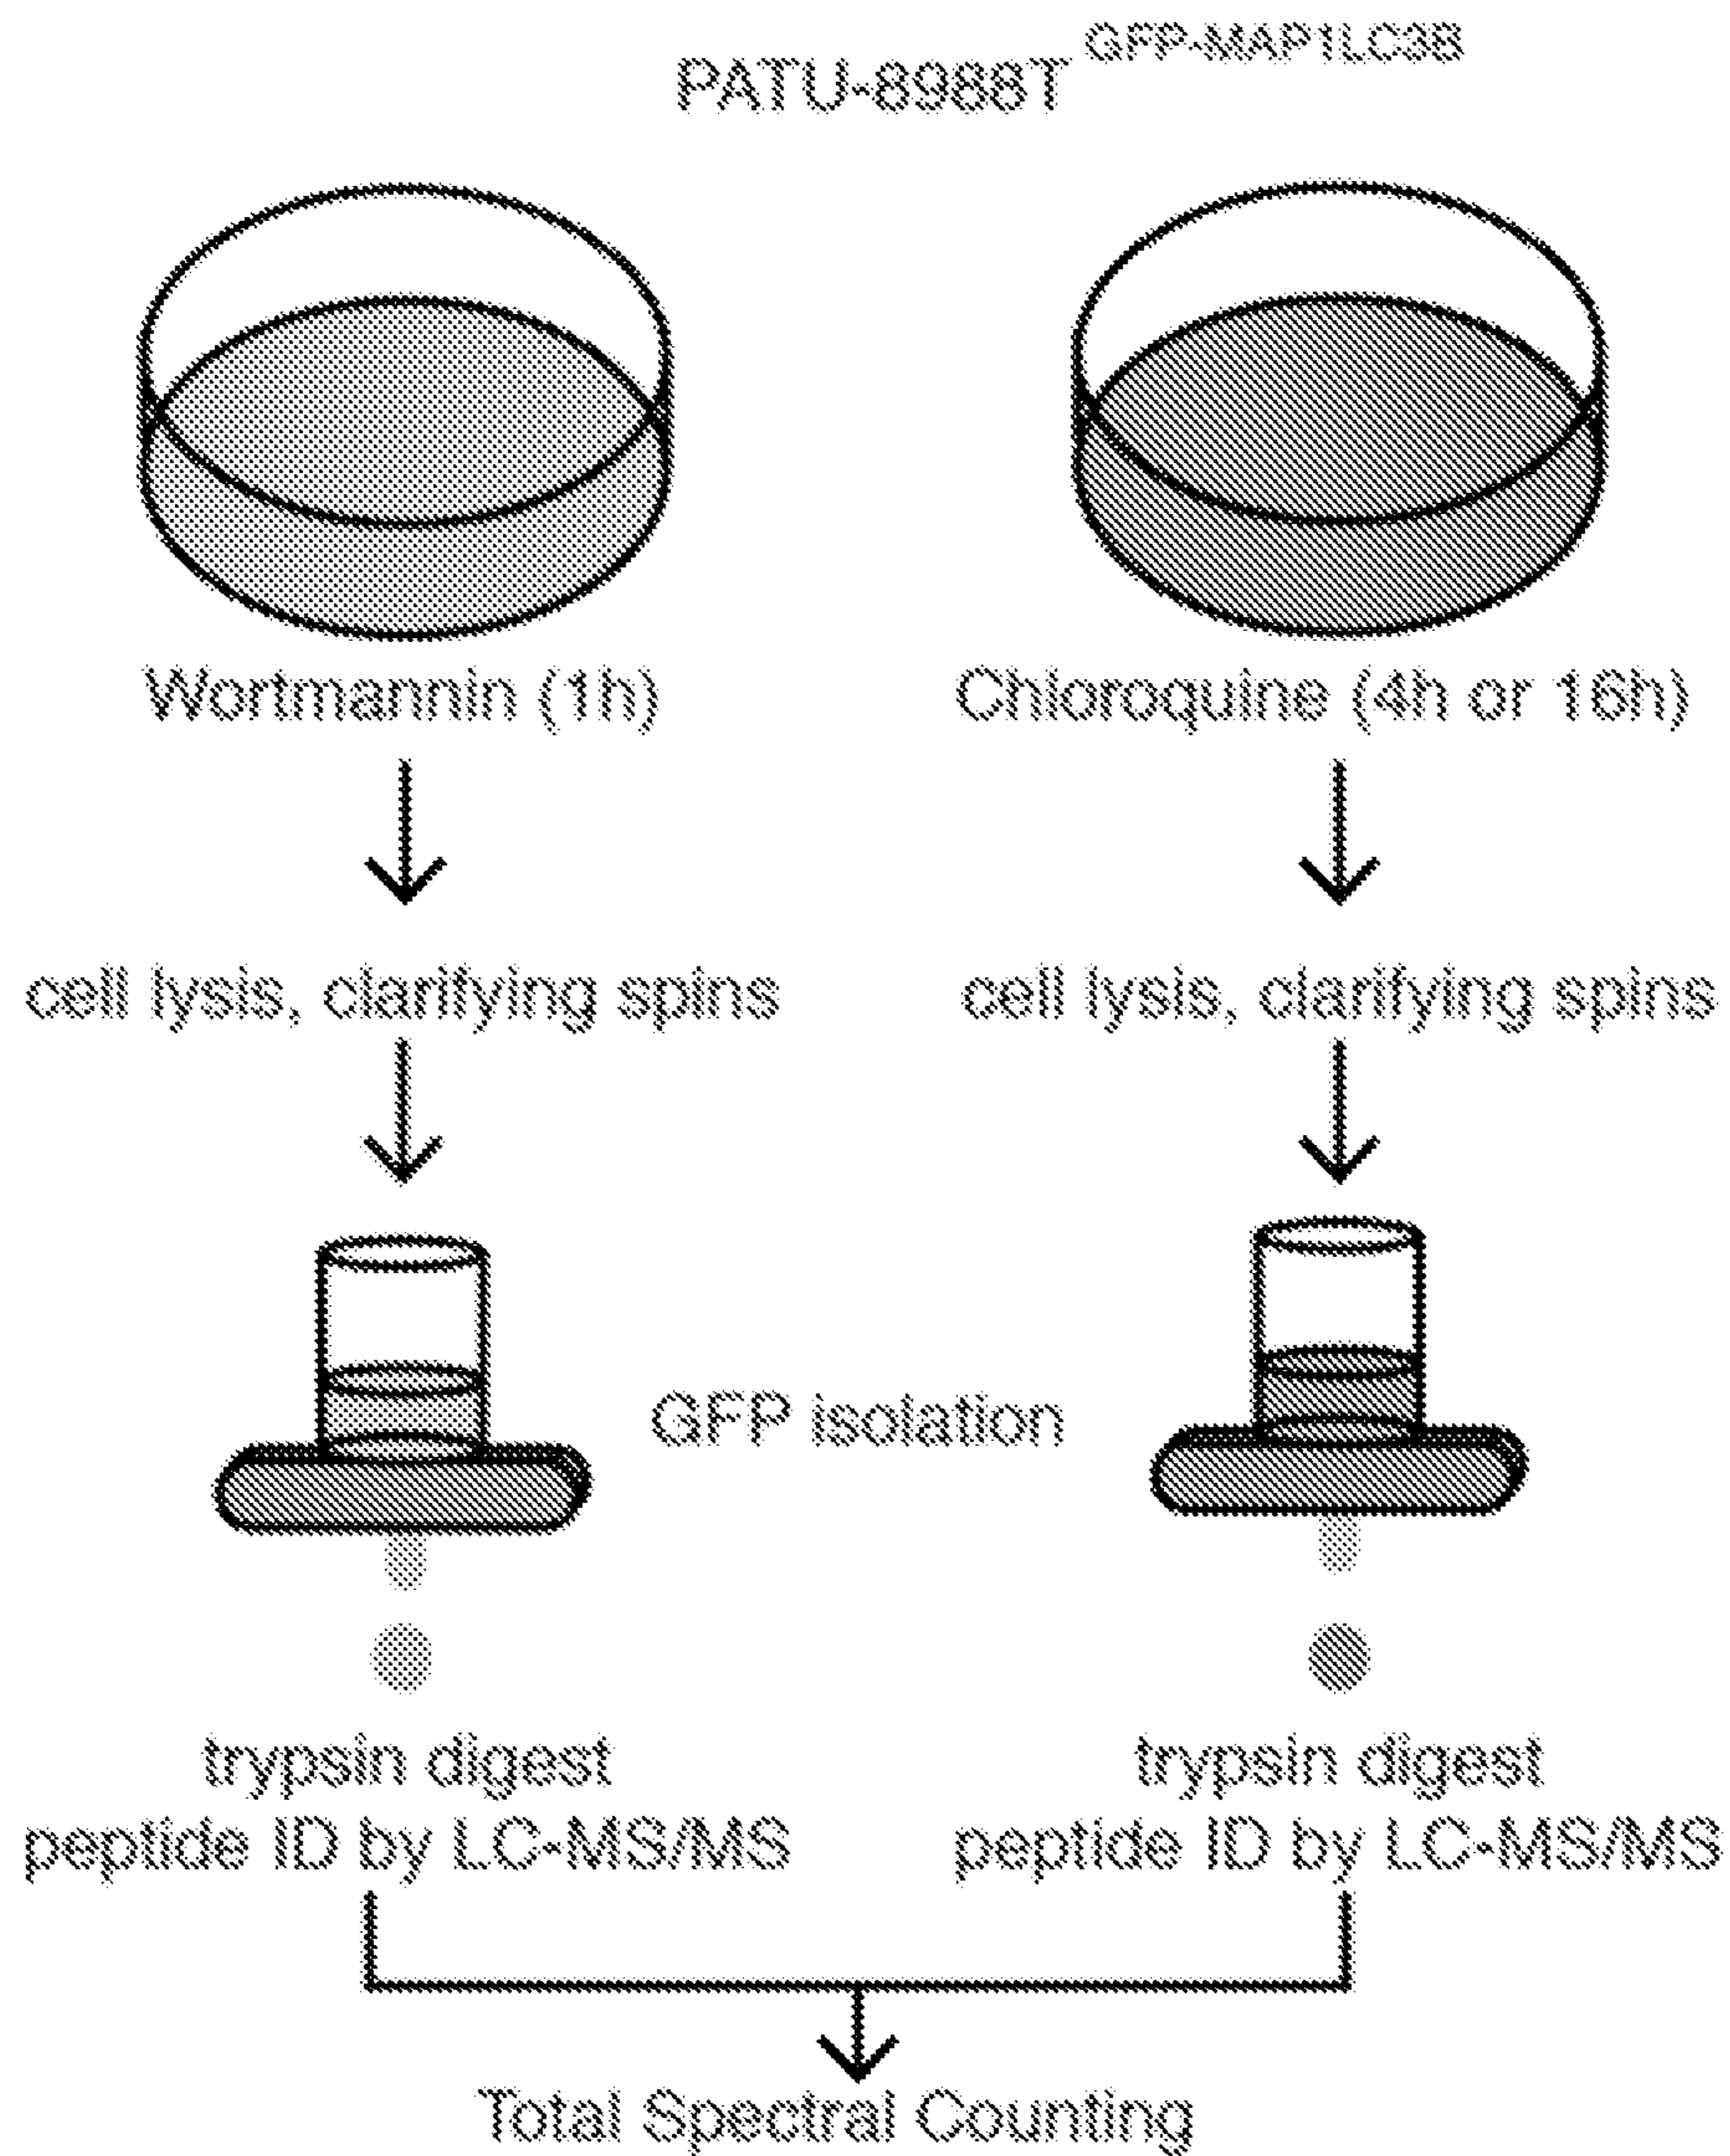 PATU-8988T GFP-MAP1LC3B
Wortmannin (1h)
Chloroquine (4h or 16h)
cell lysis, clarifying spins
cell lysis, clarifying spins
GFP isolation
trypsin digest
peptide ID by LC-MS/MS
trypsin digest
peptide ID by LC-MS/MS
Total Spectral Counting